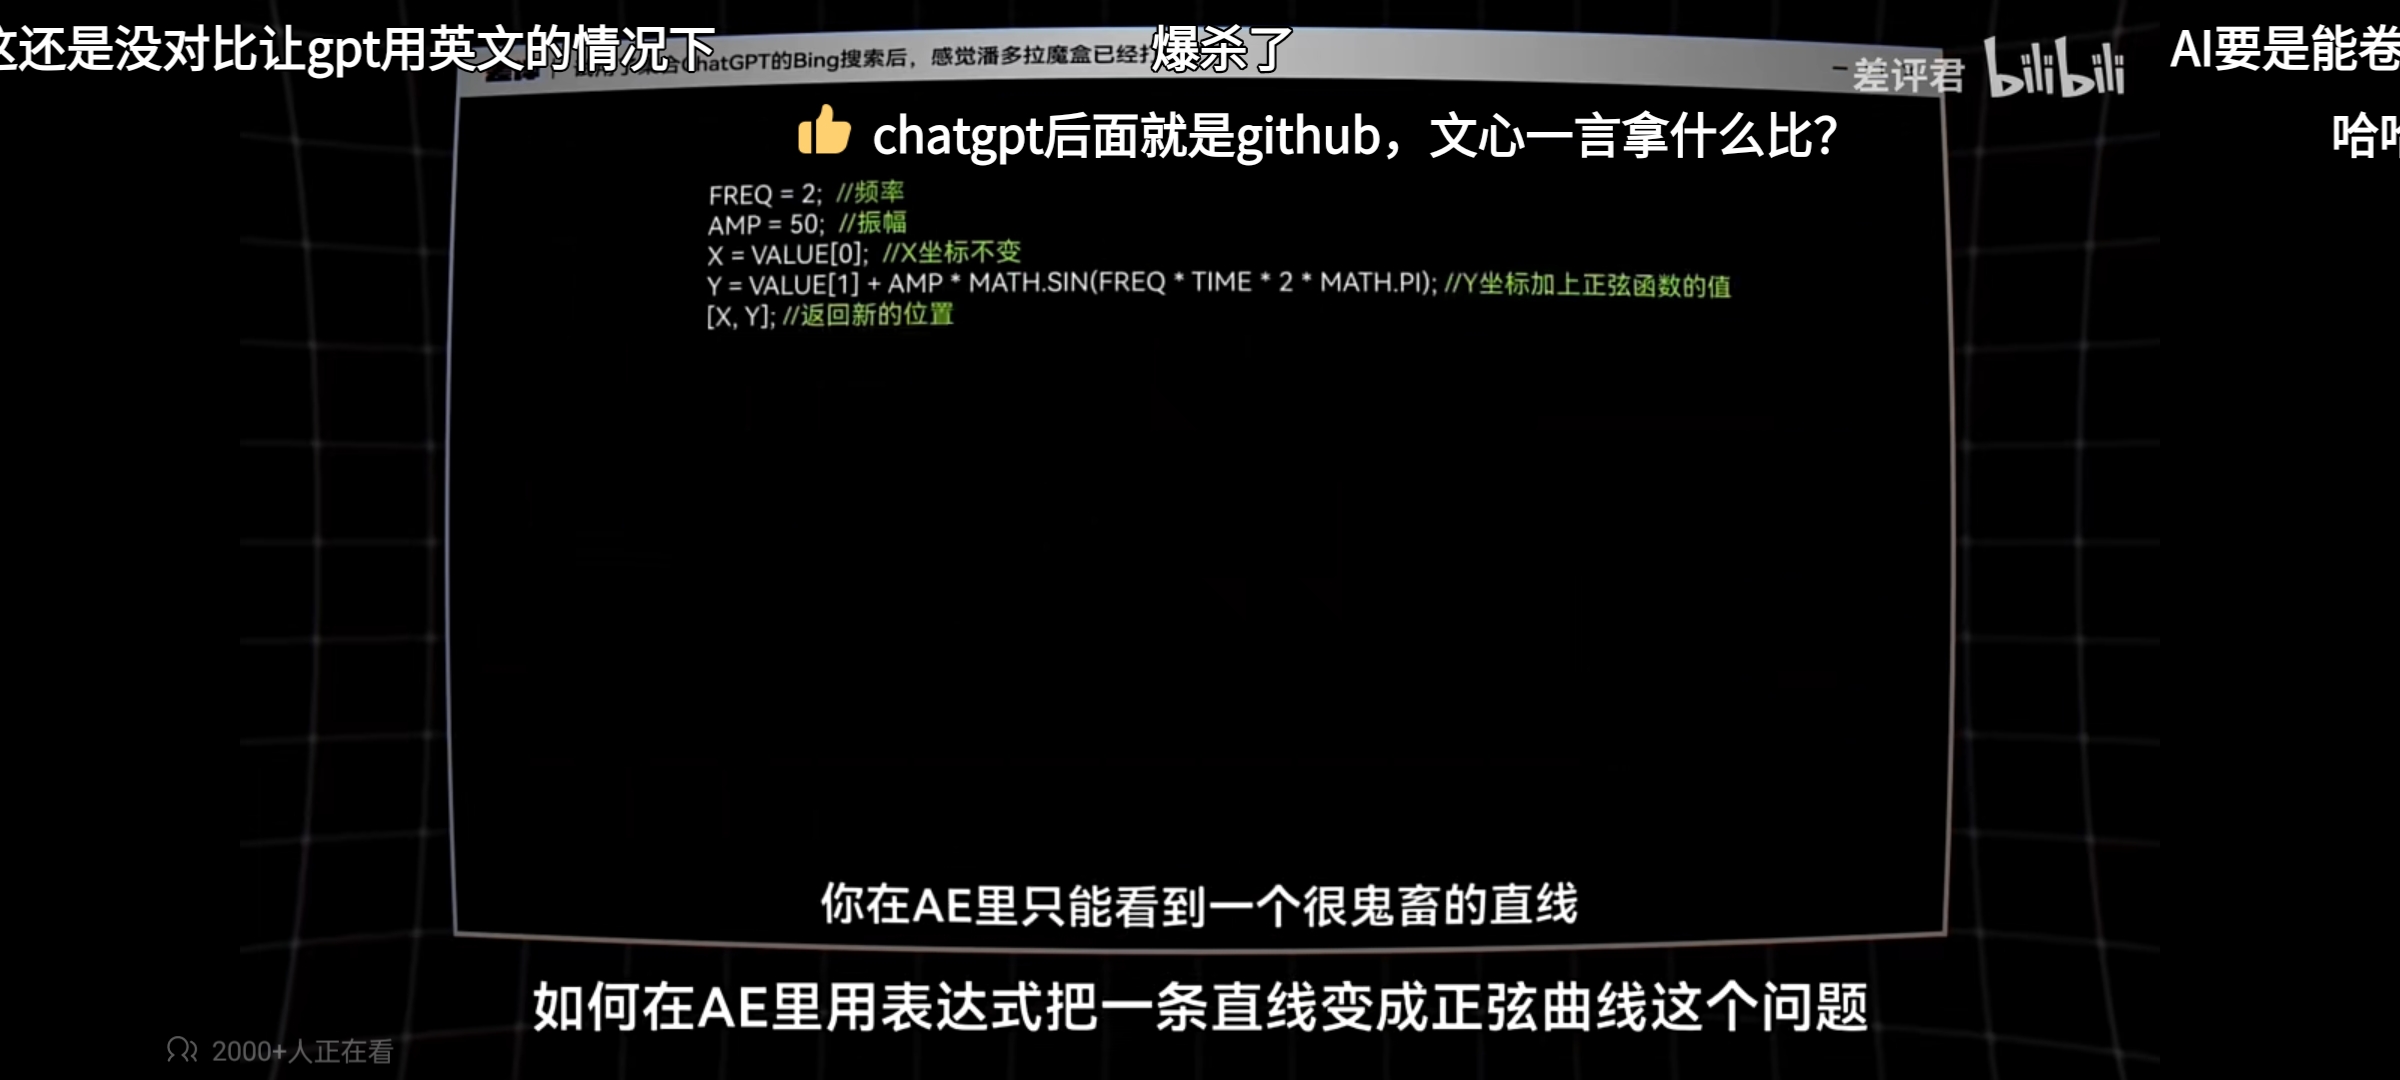 这还是没对比让gpt用英文的情况下
爆杀了
AI要是能卷
ChatGPT的Bing搜索后，感觉潘多拉魔盒已经打
差评君 bilibili
👍 chatgpt后面就是github，文心一言拿什么比？
哈哈
FREQ = 2; //频率
AMP = 50; //振幅
X = VALUE[0]; //X坐标不变
Y = VALUE[1] + AMP * MATH.SIN(FREQ * TIME * 2 * MATH.PI); //Y坐标加上正弦函数的值
[X, Y]; //返回新的位置
你在AE里只能看到一个很鬼畜的直线
如何在AE里用表达式把一条直线变成正弦曲线这个问题
2000+人正在看